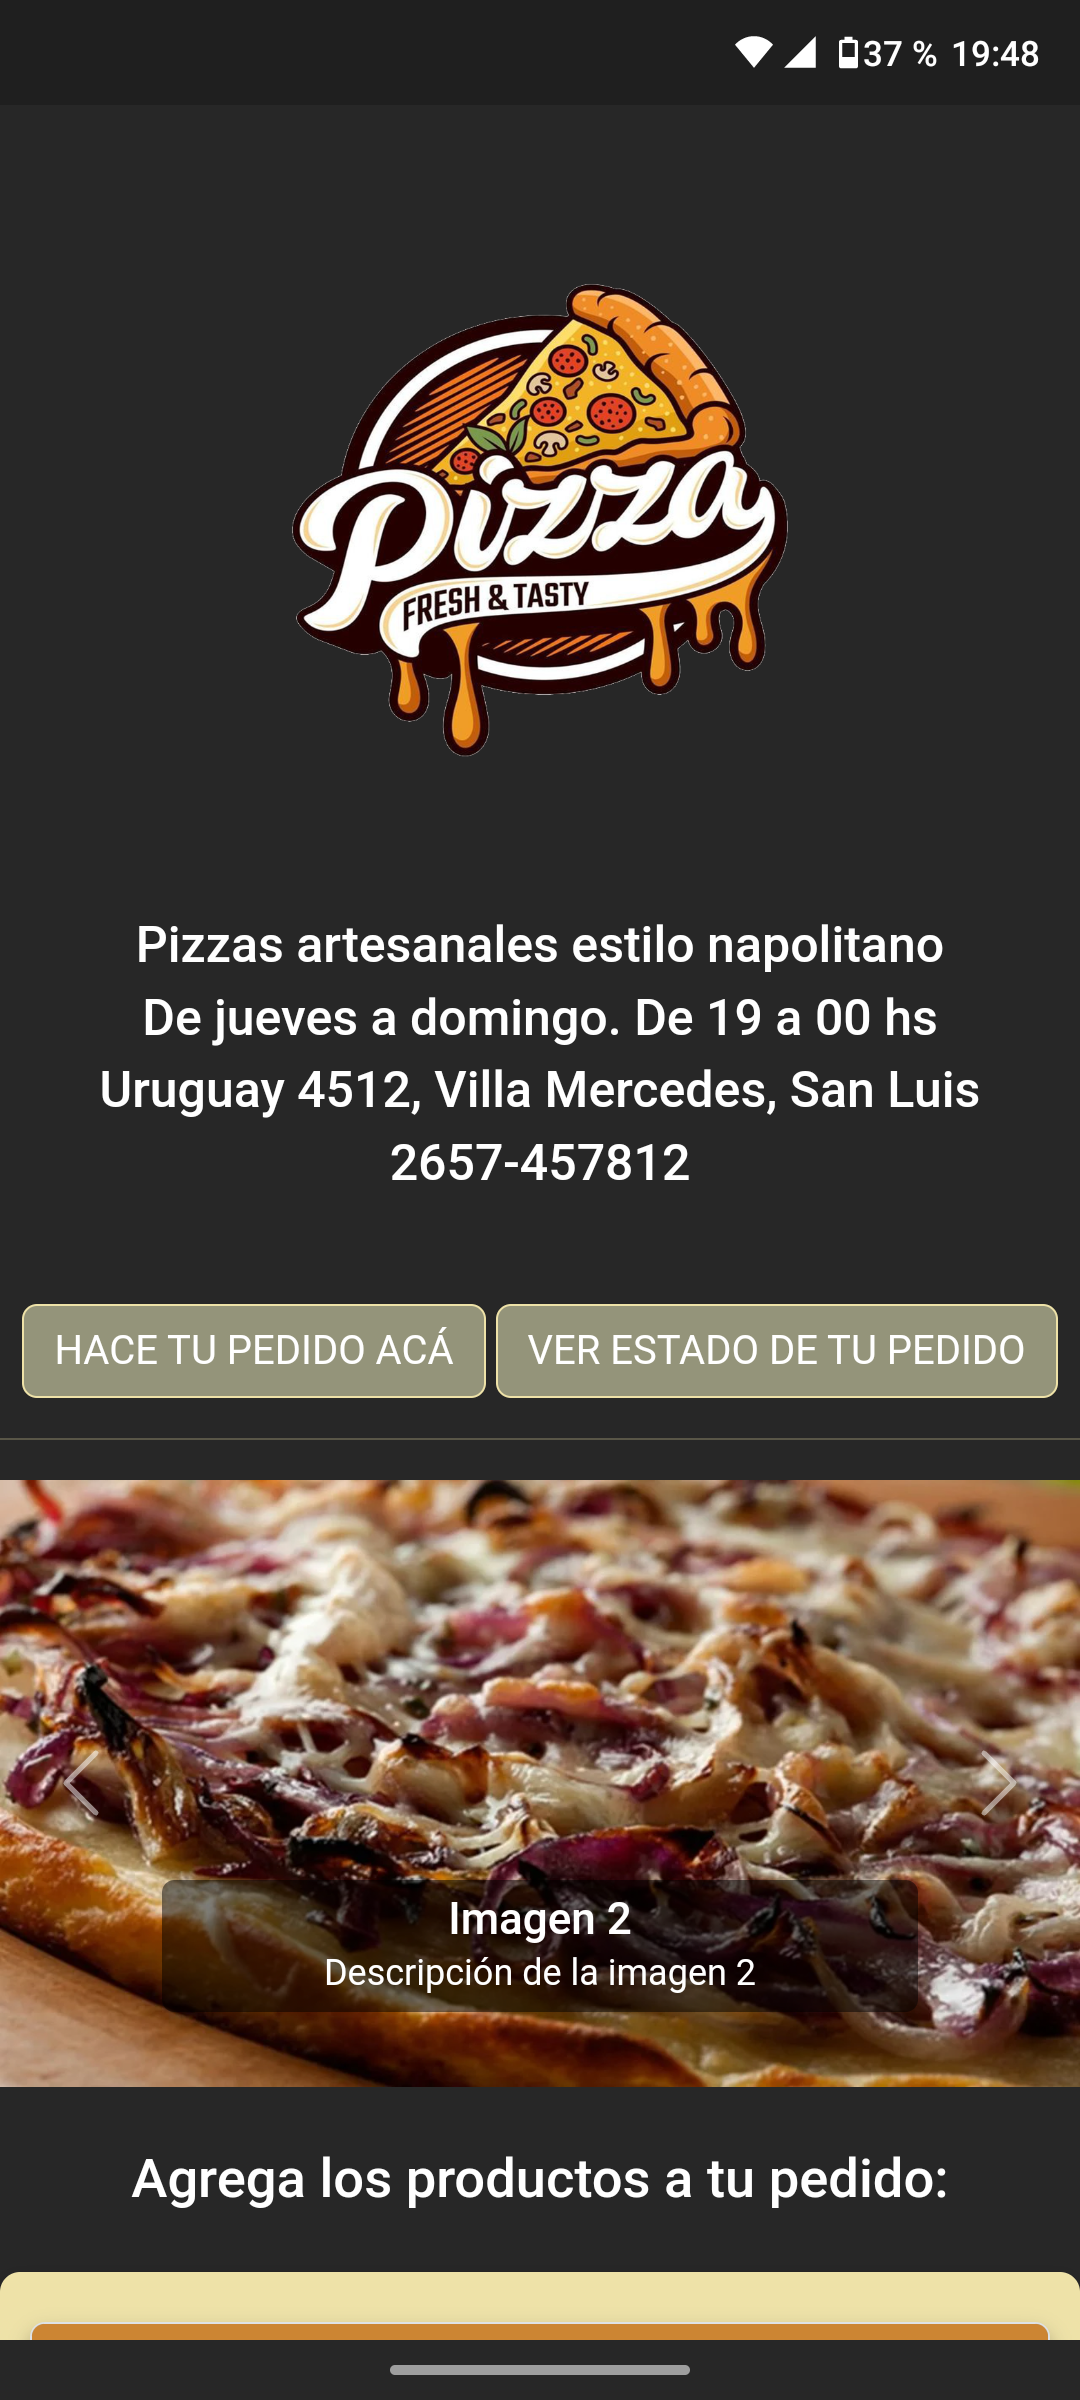 37 % 19:48
Pizza
FRESH & TASTY
Pizzas artesanales estilo napolitano
De jueves a domingo. De 19 a 00 hs
Uruguay 4512, Villa Mercedes, San Luis
2657-457812
HACE TU PEDIDO ACÁ
VER ESTADO DE TU PEDIDO
Imagen 2
Descripción de la imagen 2
Agrega los productos a tu pedido: